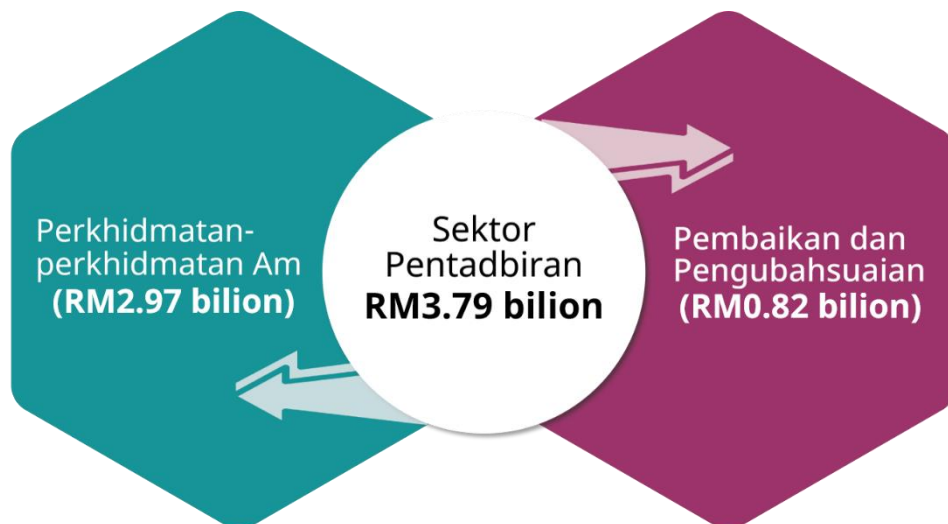 Perkhidmatan-
perkhidmatan Am
(RM2.97 bilion)
Sektor
Pentadbiran
RM3.79 bilion
Pembaikan dan
Pengubahsuaian
(RM0.82 bilion)